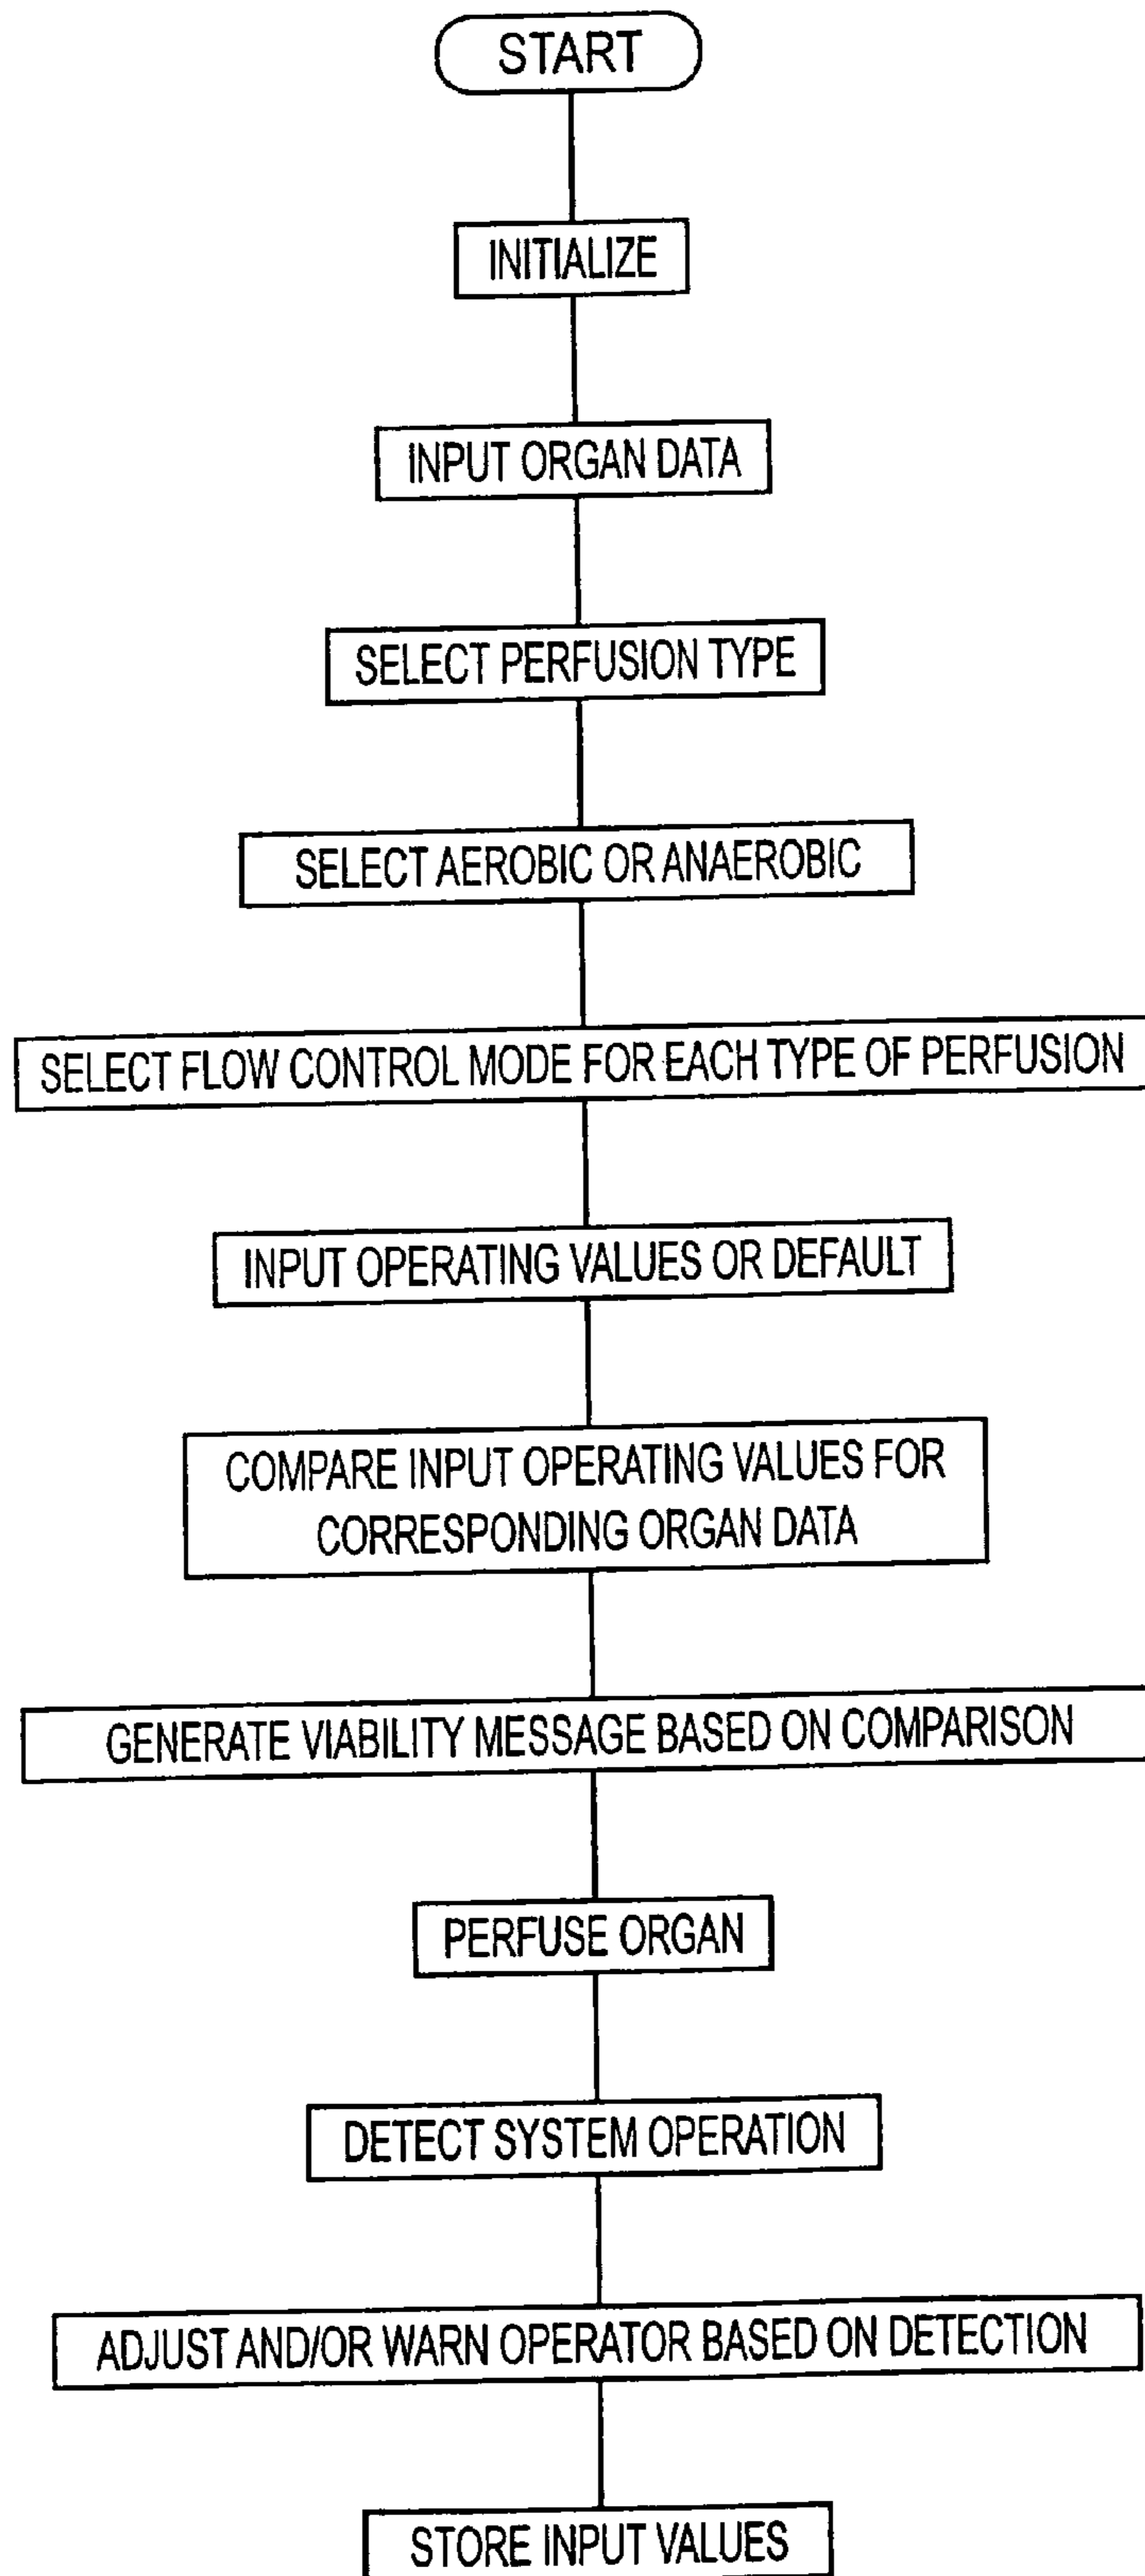 START
INITIALIZE
INPUT ORGAN DATA
SELECT PERFUSION TYPE
SELECT AEROBIC OR ANAEROBIC
SELECT FLOW CONTROL MODE FOR EACH TYPE OF PERFUSION
INPUT OPERATING VALUES OR DEFAULT
COMPARE INPUT OPERATING VALUES FOR
CORRESPONDING ORGAN DATA
GENERATE VIABILITY MESSAGE BASED ON COMPARISON
PERFUSE ORGAN
DETECT SYSTEM OPERATION
ADJUST AND/OR WARN OPERATOR BASED ON DETECTION
STORE INPUT VALUES